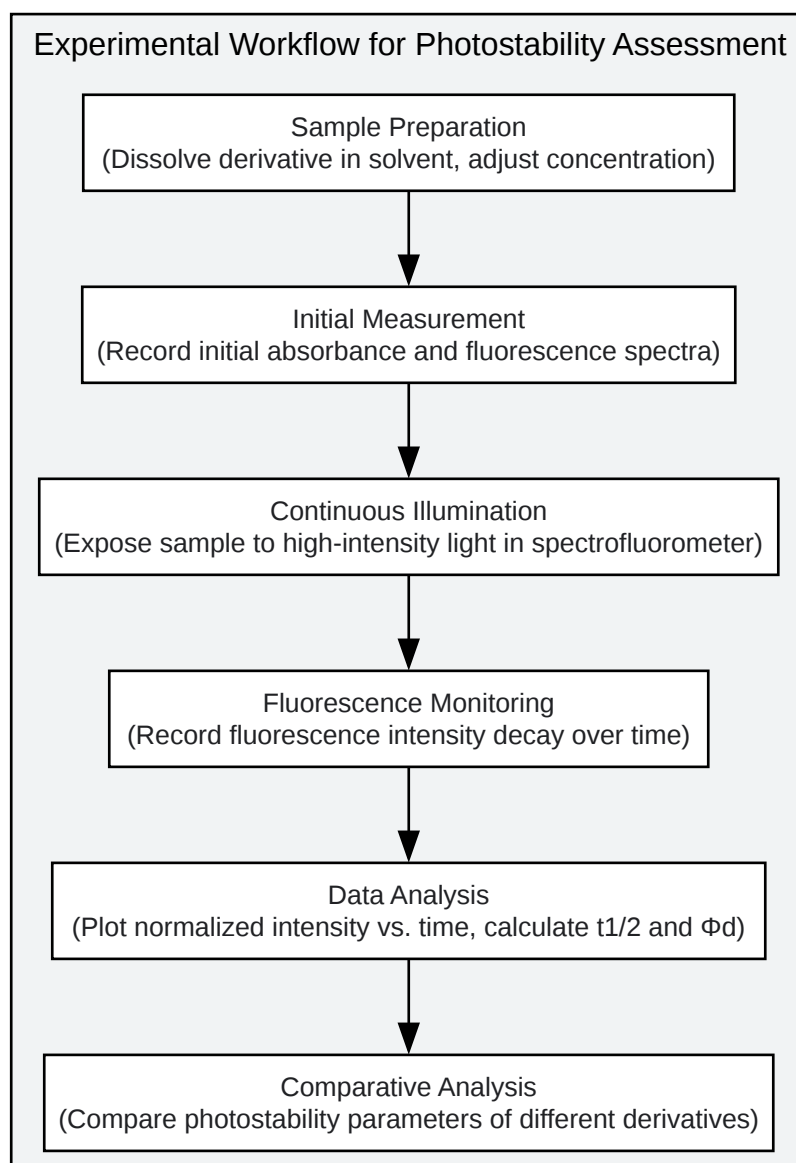 Experimental Workflow for Photostability Assessment
Sample Preparation
(Dissolve derivative in solvent, adjust concentration)
Initial Measurement
(Record initial absorbance and fluorescence spectra)
Continuous Illumination
(Expose sample to high-intensity light in spectrofluorometer)
Fluorescence Monitoring
(Record fluorescence intensity decay over time)
Data Analysis
(Plot normalized intensity vs. time, calculate t1/2 and Φd)
Comparative Analysis
(Compare photostability parameters of different derivatives)